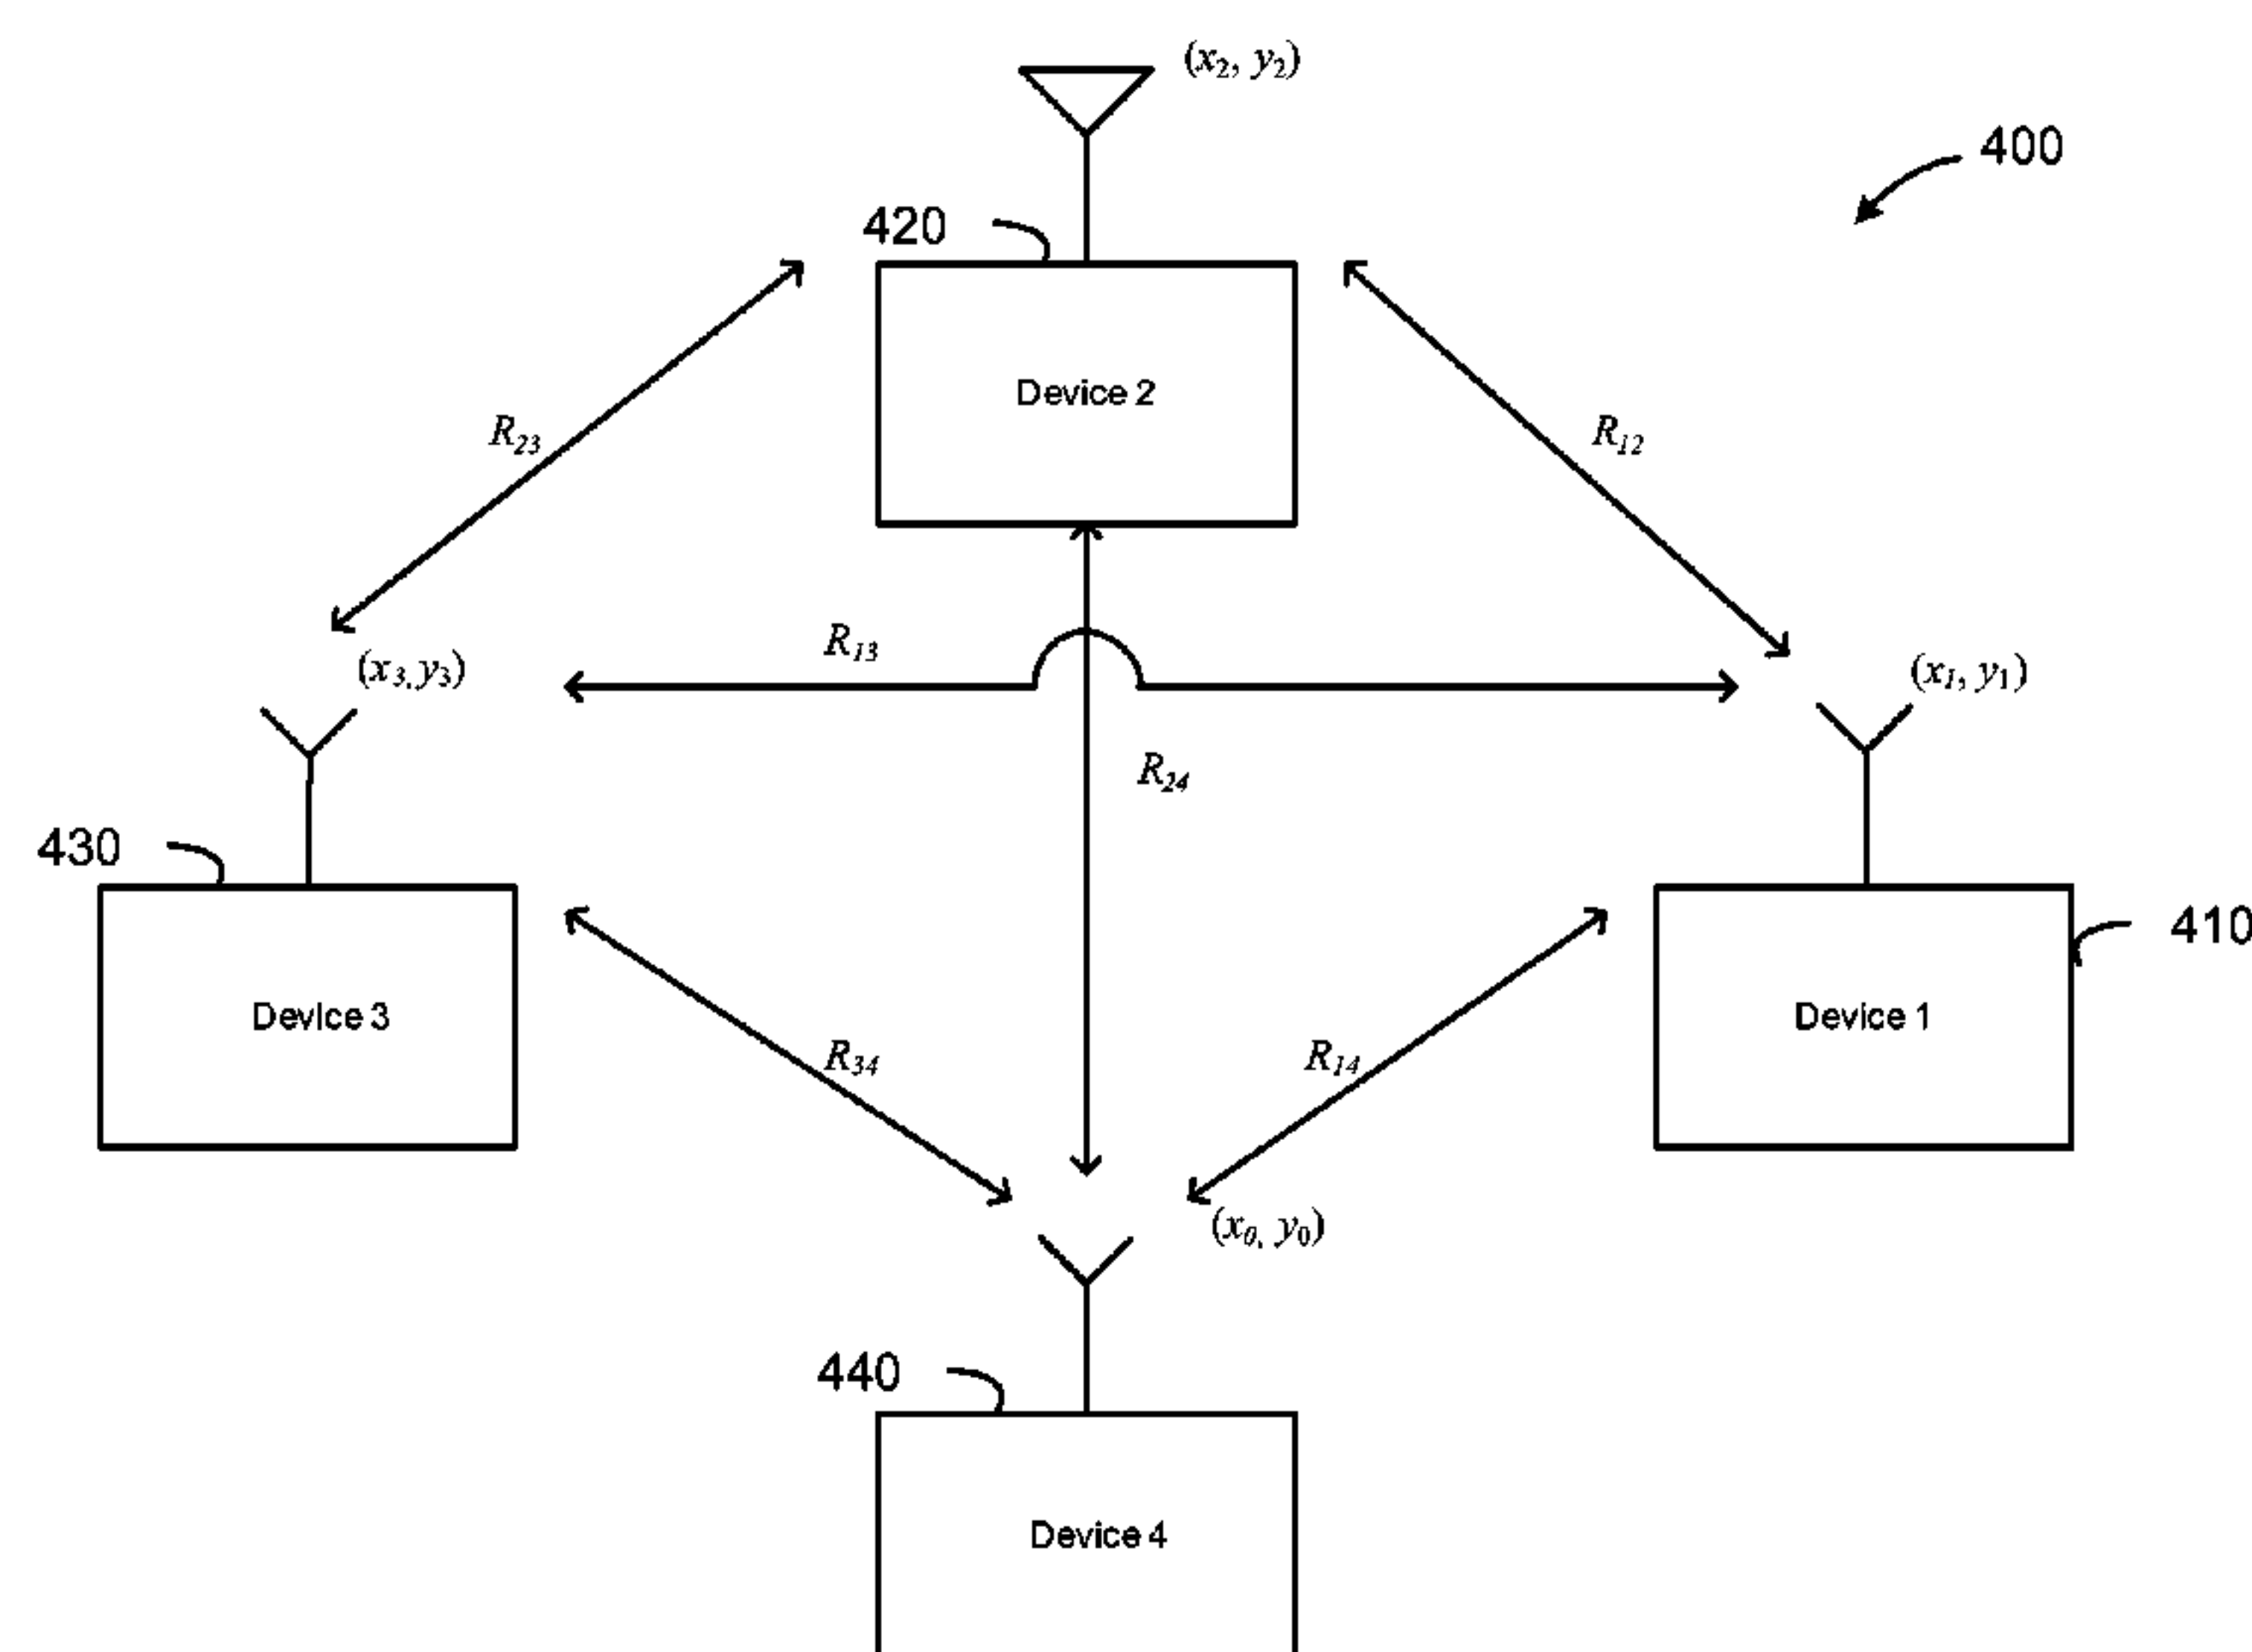 (x₂, y₂)
400
420
Device 2
R₂₃
R₁₂
R₁₃
(x₃, y₃)
(x₁, y₁)
R₂₄
430
410
Device 3
Device 1
R₃₄
R₁₄
(x₀, y₀)
440
Device 4